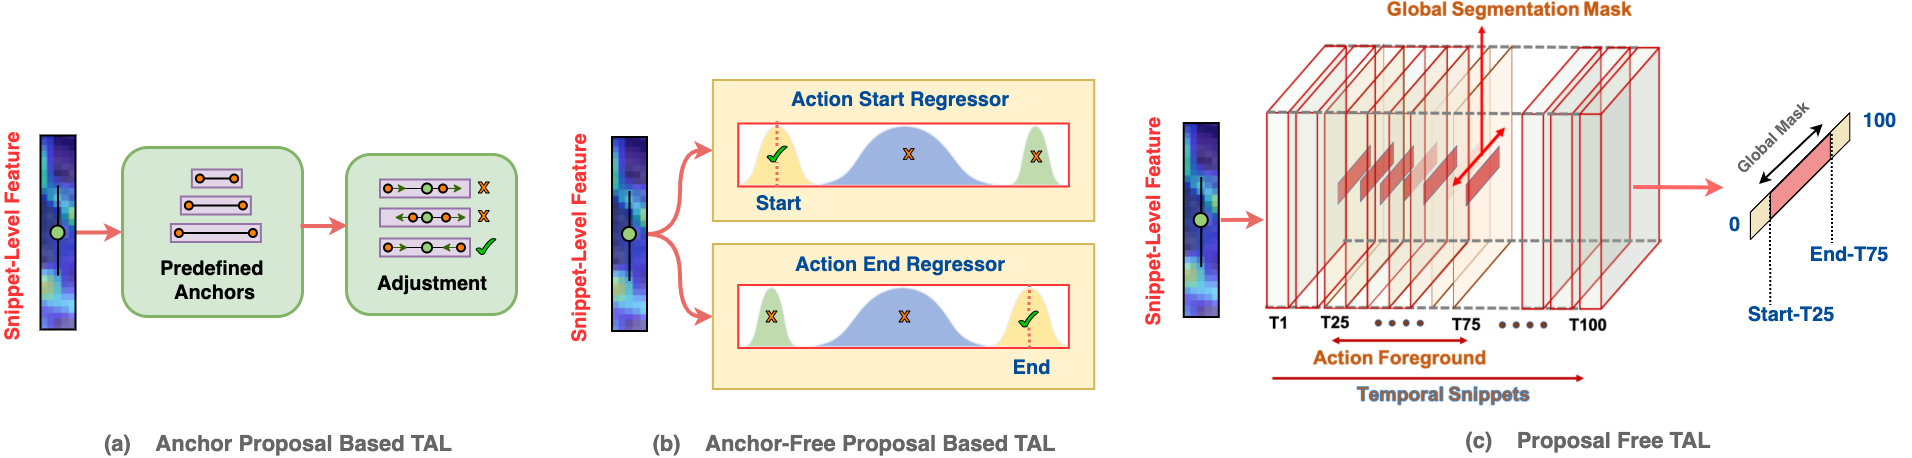 Snippet-Level Feature
Predefined
Anchors
X
X
Adjustment
(a) Anchor Proposal Based TAL
Snippet-Level Feature
Action Start Regressor
X
X
Start
Action End Regressor
X
X
End
(b) Anchor-Free Proposal Based TAL
Global Segmentation Mask
Snippet-Level Feature
T1
T25
T75
T100
Action Foreground
Temporal Snippets
Global Mask
100
0
End-T75
Start-T25
(c) Proposal Free TAL